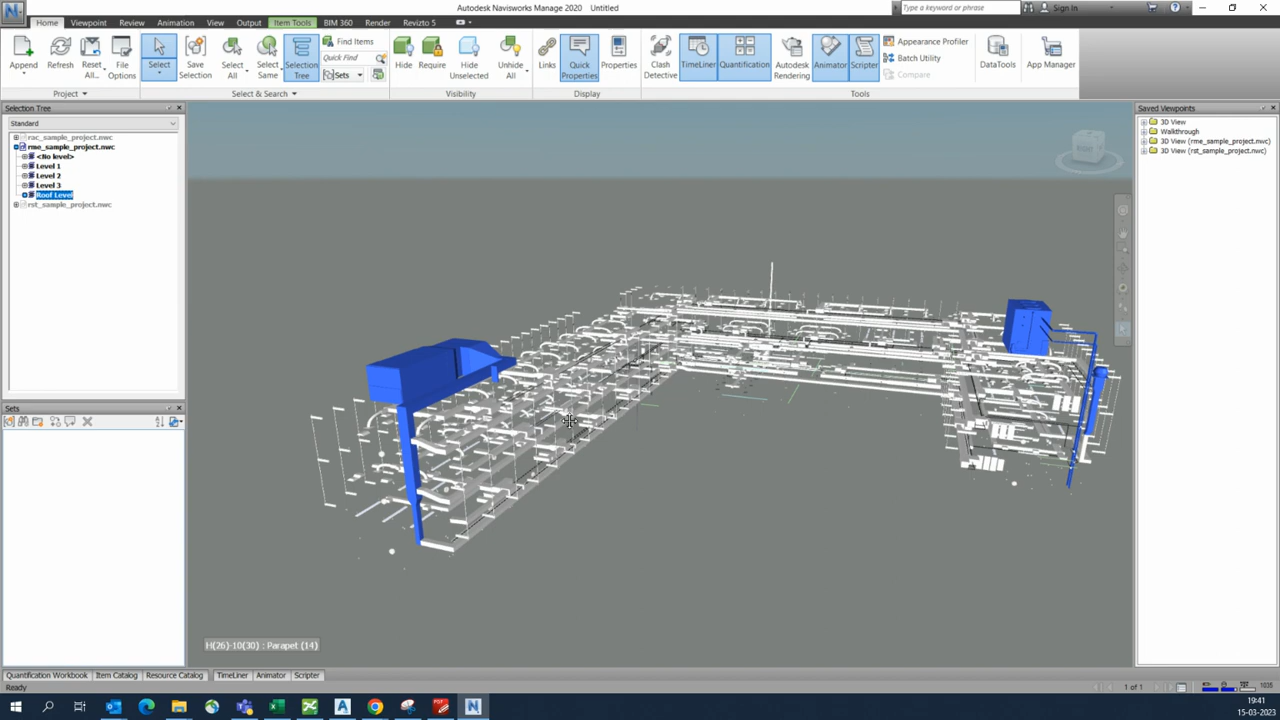 Autodesk Navisworks Manage 2020 Untitled
Type a keyword or phrase
Sign In
Home Viewpoint Review Animation View Output Item Tools BIM 360 Render Revizto 5
Append
Refresh
Reset All...
File Options
Project
Select
Save Selection
Select All
Select Same
Selection Tree
Find Items
Quick Find
Sets
Select & Search
Hide
Require
Hide Unselected
Unhide All
Visibility
Links
Quick Properties
Properties
Display
Clash Detective
TimeLiner
Quantification
Autodesk Rendering
Animator
Scripter
Appearance Profiler
Batch Utility
Compare
DataTools
App Manager
Tools
Selection Tree
Standard
rac_sample_project.nwc
rme_sample_project.nwc
<No level>
Level 1
Level 2
Level 3
Roof Level
rst_sample_project.nwc
Sets
RIGHT
Saved Viewpoints
3D View
Walkthrough
3D View (rme_sample_project.nwc)
3D View (rst_sample_project.nwc)
H(26)-10(30) : Parapet (14)
Quantification Workbook Item Catalog Resource Catalog TimeLiner Animator Scripter
Ready
1 of 1
1035
19:41
15-03-2023